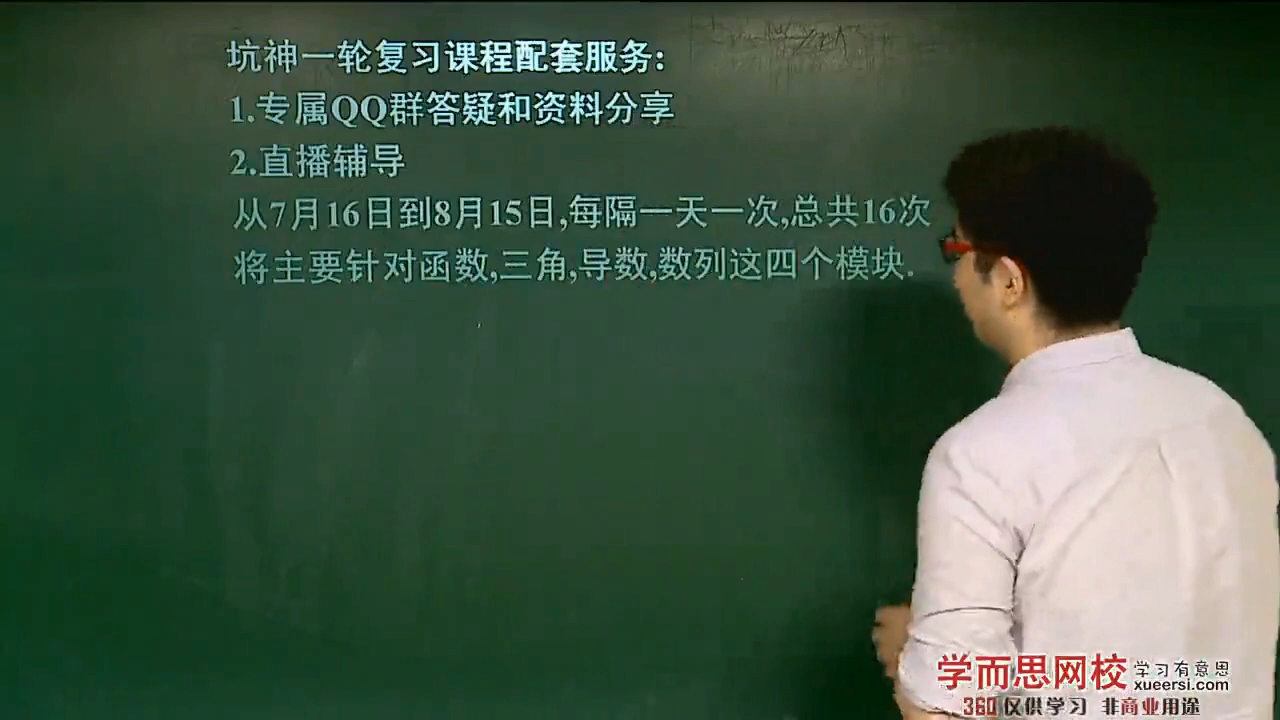 坑神一轮复习课程配套服务:
1.专属QQ群答疑和资料分享
2.直播辅导
从7月16日到8月15日,每隔一天一次,总共16次
将主要针对函数,三角,导数,数列这四个模块.
学而思网校 学习有意思
xueersi.com
360仅供学习 非商业用途